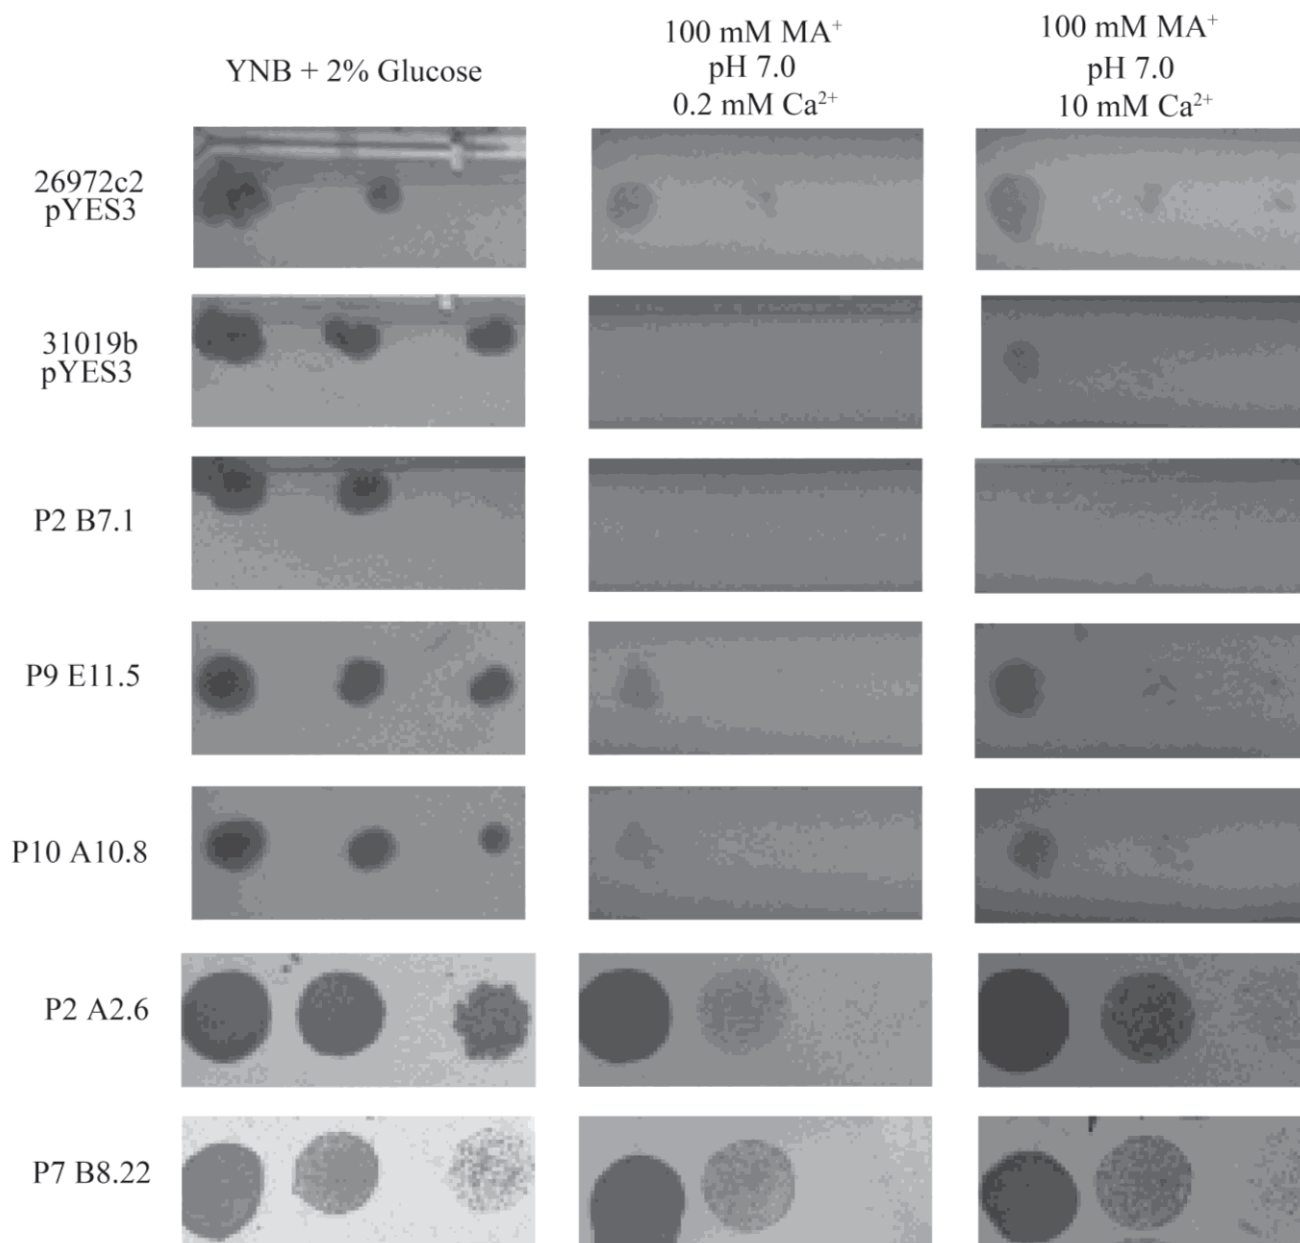 YNB + 2% Glucose
100 mM MA⁺
pH 7.0
0.2 mM Ca²⁺
100 mM MA⁺
pH 7.0
10 mM Ca²⁺
26972c2
pYES3
31019b
pYES3
P2 B7.1
P9 E11.5
P10 A10.8
P2 A2.6
P7 B8.22